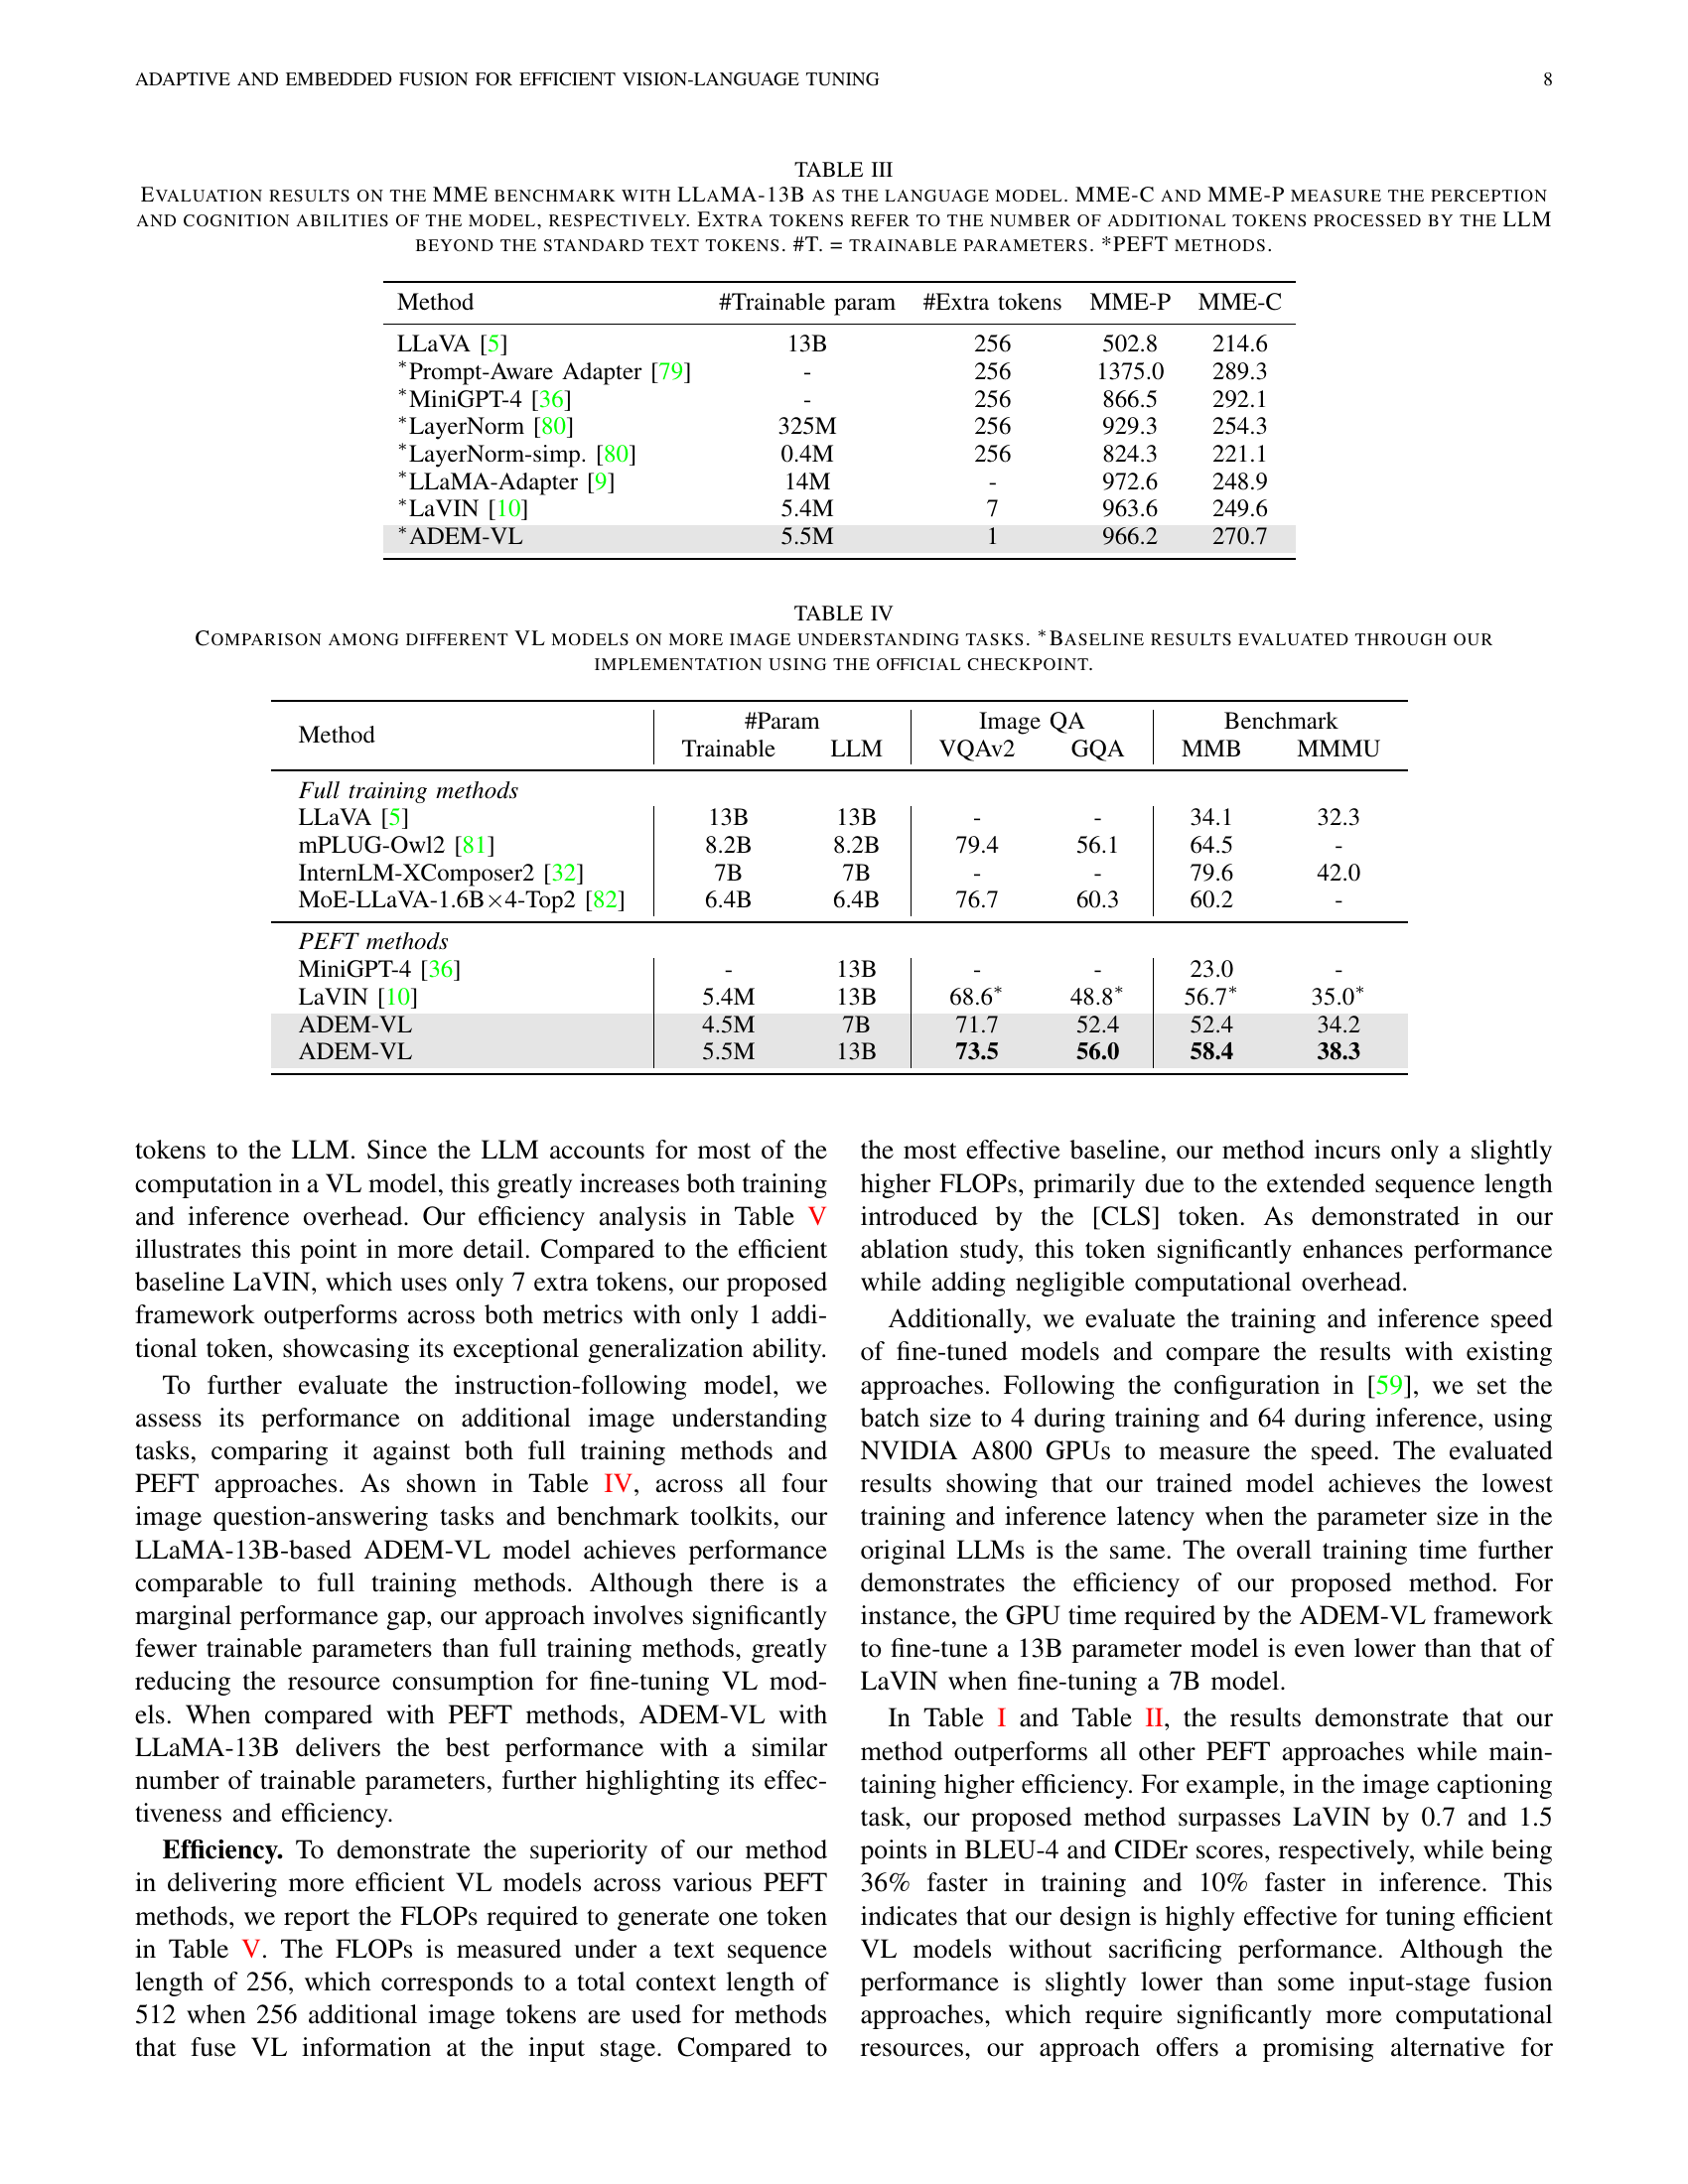 ADAPTIVE AND EMBEDDED FUSION FOR EFFICIENT VISION-LANGUAGE TUNING 8
TABLE III
EVALUATION RESULTS ON THE MME BENCHMARK WITH LLAMA-13B AS THE LANGUAGE MODEL. MME-C AND MME-P MEASURE THE PERCEPTION
AND COGNITION ABILITIES OF THE MODEL, RESPECTIVELY. EXTRA TOKENS REFER TO THE NUMBER OF ADDITIONAL TOKENS PROCESSED BY THE LLM
BEYOND THE STANDARD TEXT TOKENS. #T. = TRAINABLE PARAMETERS. *PEFT METHODS.
Method #Trainable param #Extra tokens MME-P MME-C
LLaVA [5] 13B 256 502.8 214.6
*Prompt-Aware Adapter [79] - 256 1375.0 289.3
*MiniGPT-4 [36] - 256 866.5 292.1
*LayerNorm [80] 325M 256 929.3 254.3
*LayerNorm-simp. [80] 0.4M 256 824.3 221.1
*LLaMA-Adapter [9] 14M - 972.6 248.9
*LaVIN [10] 5.4M 7 963.6 249.6
*ADEM-VL 5.5M 1 966.2 270.7
TABLE IV
COMPARISON AMONG DIFFERENT VL MODELS ON MORE IMAGE UNDERSTANDING TASKS. *BASELINE RESULTS EVALUATED THROUGH OUR
IMPLEMENTATION USING THE OFFICIAL CHECKPOINT.
Method #Param Image QA Benchmark
Trainable LLM VQAv2 GQA MMB MMMU
Full training methods
LLaVA [5] 13B 13B - - 34.1 32.3
mPLUG-Owl2 [81] 8.2B 8.2B 79.4 56.1 64.5 -
InternLM-XComposer2 [32] 7B 7B - - 79.6 42.0
MoE-LLaVA-1.6B×4-Top2 [82] 6.4B 6.4B 76.7 60.3 60.2 -
PEFT methods
MiniGPT-4 [36] - 13B - - 23.0 -
LaVIN [10] 5.4M 13B 68.6* 48.8* 56.7* 35.0*
ADEM-VL 4.5M 7B 71.7 52.4 52.4 34.2
ADEM-VL 5.5M 13B 73.5 56.0 58.4 38.3
tokens to the LLM. Since the LLM accounts for most of the
computation in a VL model, this greatly increases both training
and inference overhead. Our efficiency analysis in Table V
illustrates this point in more detail. Compared to the efficient
baseline LaVIN, which uses only 7 extra tokens, our proposed
framework outperforms across both metrics with only 1 addi-
tional token, showcasing its exceptional generalization ability.
To further evaluate the instruction-following model, we
assess its performance on additional image understanding
tasks, comparing it against both full training methods and
PEFT approaches. As shown in Table IV, across all four
image question-answering tasks and benchmark toolkits, our
LLaMA-13B-based ADEM-VL model achieves performance
comparable to full training methods. Although there is a
marginal performance gap, our approach involves significantly
fewer trainable parameters than full training methods, greatly
reducing the resource consumption for fine-tuning VL mod-
els. When compared with PEFT methods, ADEM-VL with
LLaMA-13B delivers the best performance with a similar
number of trainable parameters, further highlighting its effec-
tiveness and efficiency.
Efficiency. To demonstrate the superiority of our method
in delivering more efficient VL models across various PEFT
methods, we report the FLOPs required to generate one token
in Table V. The FLOPs is measured under a text sequence
length of 256, which corresponds to a total context length of
512 when 256 additional image tokens are used for methods
that fuse VL information at the input stage. Compared to
the most effective baseline, our method incurs only a slightly
higher FLOPs, primarily due to the extended sequence length
introduced by the [CLS] token. As demonstrated in our
ablation study, this token significantly enhances performance
while adding negligible computational overhead.
Additionally, we evaluate the training and inference speed
of fine-tuned models and compare the results with existing
approaches. Following the configuration in [59], we set the
batch size to 4 during training and 64 during inference, using
NVIDIA A800 GPUs to measure the speed. The evaluated
results showing that our trained model achieves the lowest
training and inference latency when the parameter size in the
original LLMs is the same. The overall training time further
demonstrates the efficiency of our proposed method. For
instance, the GPU time required by the ADEM-VL framework
to fine-tune a 13B parameter model is even lower than that of
LaVIN when fine-tuning a 7B model.
In Table I and Table II, the results demonstrate that our
method outperforms all other PEFT approaches while main-
taining higher efficiency. For example, in the image captioning
task, our proposed method surpasses LaVIN by 0.7 and 1.5
points in BLEU-4 and CIDEr scores, respectively, while being
36% faster in training and 10% faster in inference. This
indicates that our design is highly effective for tuning efficient
VL models without sacrificing performance. Although the
performance is slightly lower than some input-stage fusion
approaches, which require significantly more computational
resources, our approach offers a promising alternative for